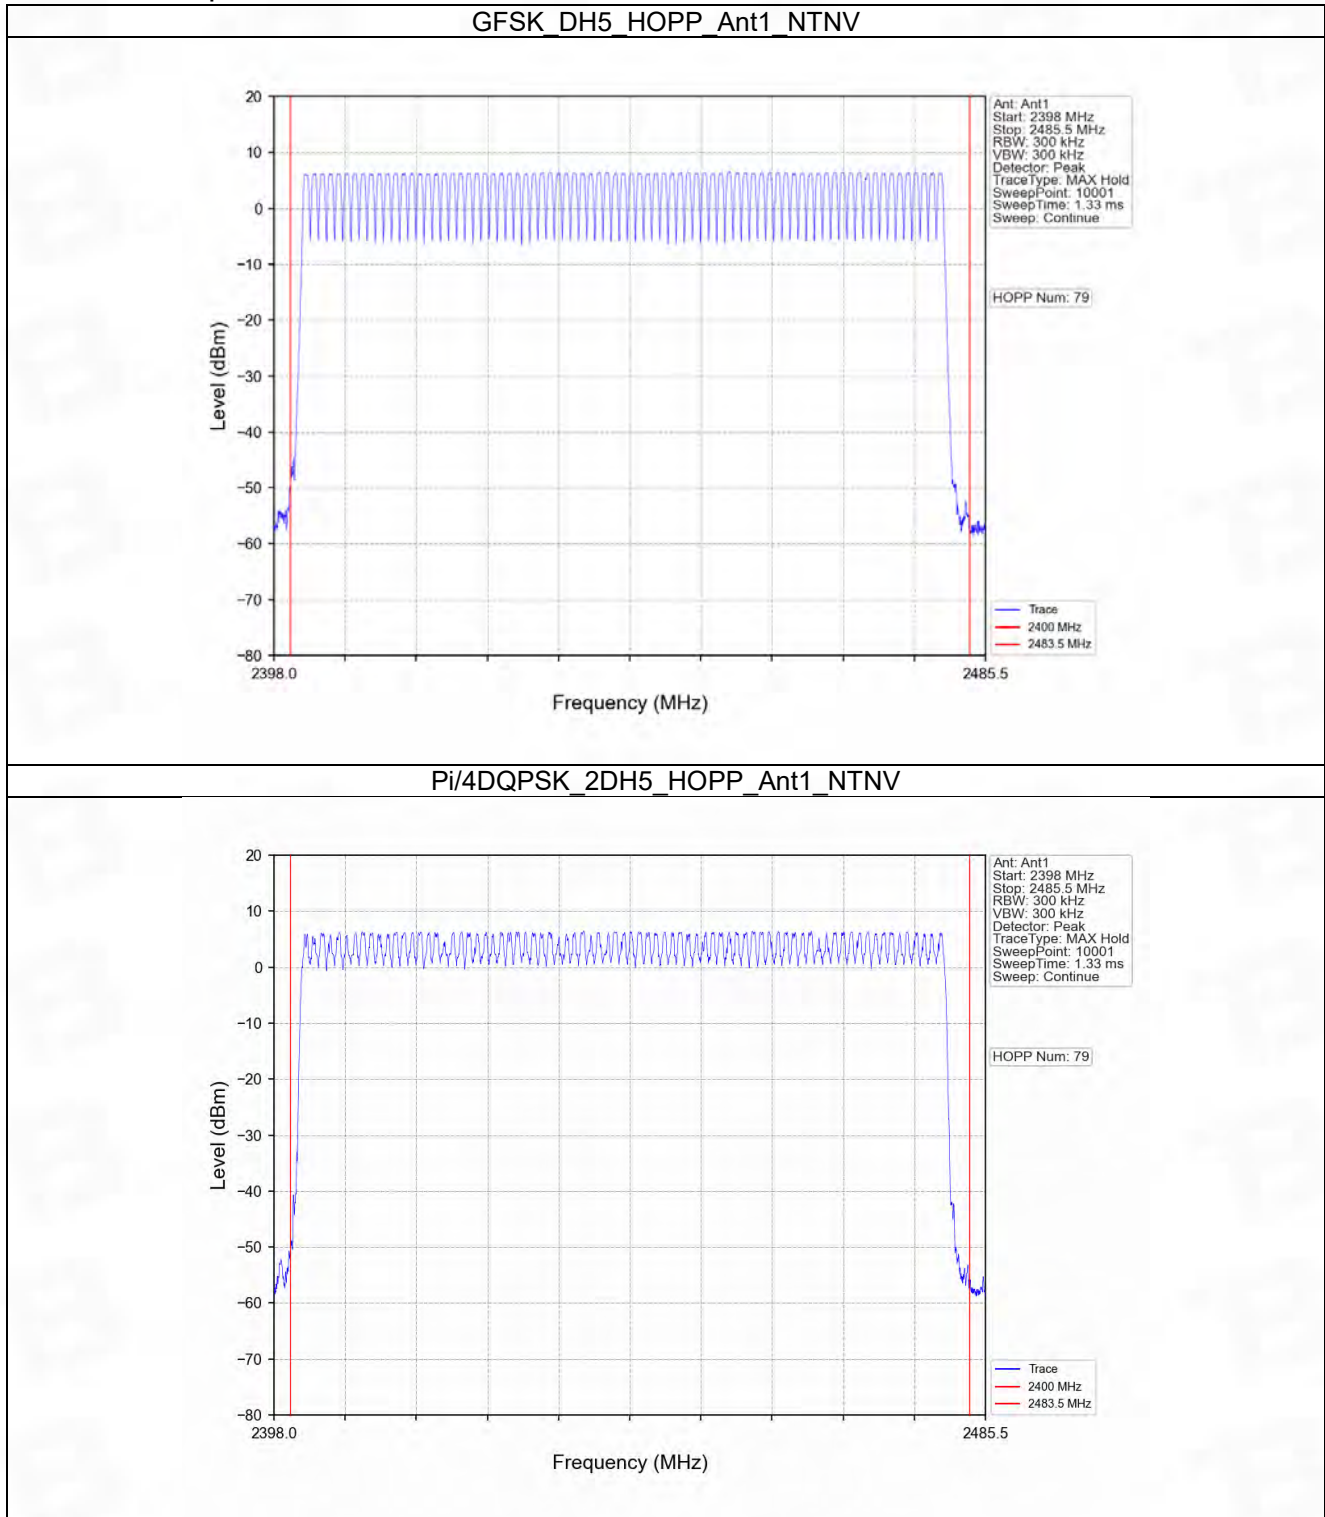 GFSK_DH5_HOPP_Ant1_NTNV
20
10
0
−10
−20
−30
−40
−50
−60
−70
−80
Level (dBm)
2398.0
2485.5
Frequency (MHz)
Ant: Ant1
Start: 2398 MHz
Stop: 2485.5 MHz
RBW: 300 kHz
VBW: 300 kHz
Detector: Peak
TraceType: MAX Hold
SweepPoint: 10001
SweepTime: 1.33 ms
Sweep: Continue
HOPP Num: 79
Trace
2400 MHz
2483.5 MHz
Pi/4DQPSK_2DH5_HOPP_Ant1_NTNV
20
10
0
−10
−20
−30
−40
−50
−60
−70
−80
Level (dBm)
2398.0
2485.5
Frequency (MHz)
Ant: Ant1
Start: 2398 MHz
Stop: 2485.5 MHz
RBW: 300 kHz
VBW: 300 kHz
Detector: Peak
TraceType: MAX Hold
SweepPoint: 10001
SweepTime: 1.33 ms
Sweep: Continue
HOPP Num: 79
Trace
2400 MHz
2483.5 MHz